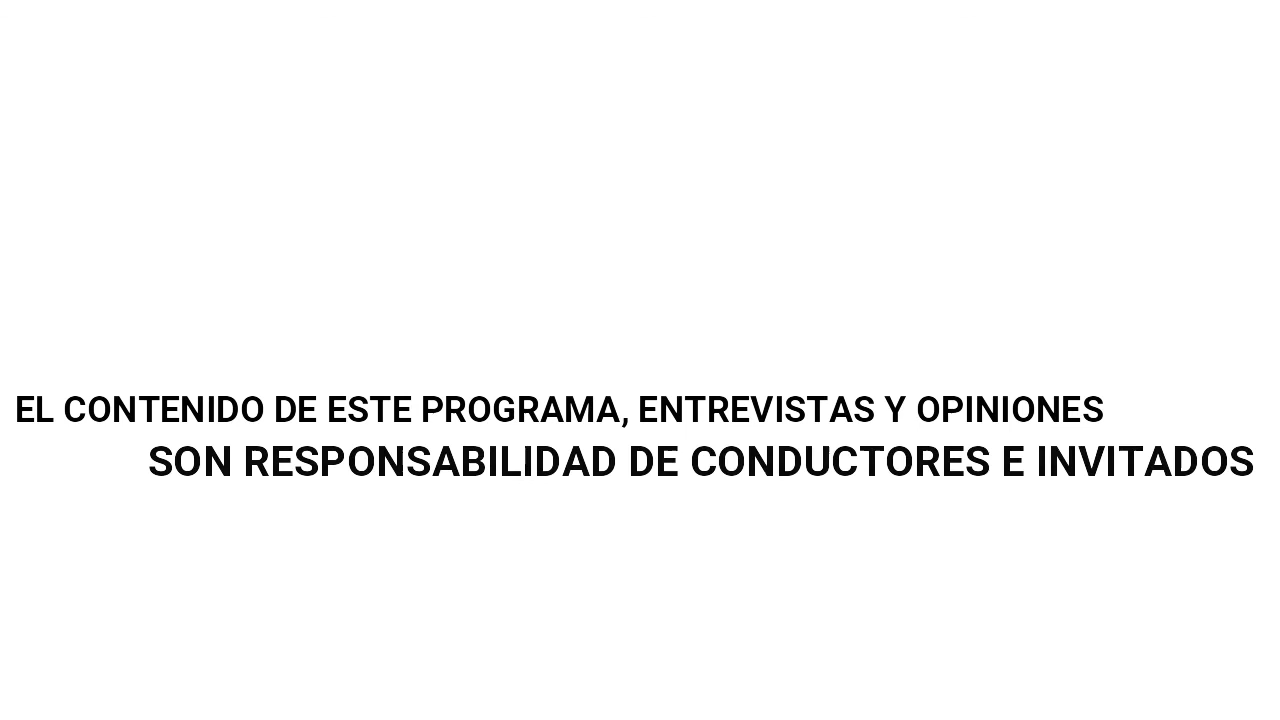 EL CONTENIDO DE ESTE PROGRAMA, ENTREVISTAS Y OPINIONES
SON RESPONSABILIDAD DE CONDUCTORES E INVITADOS